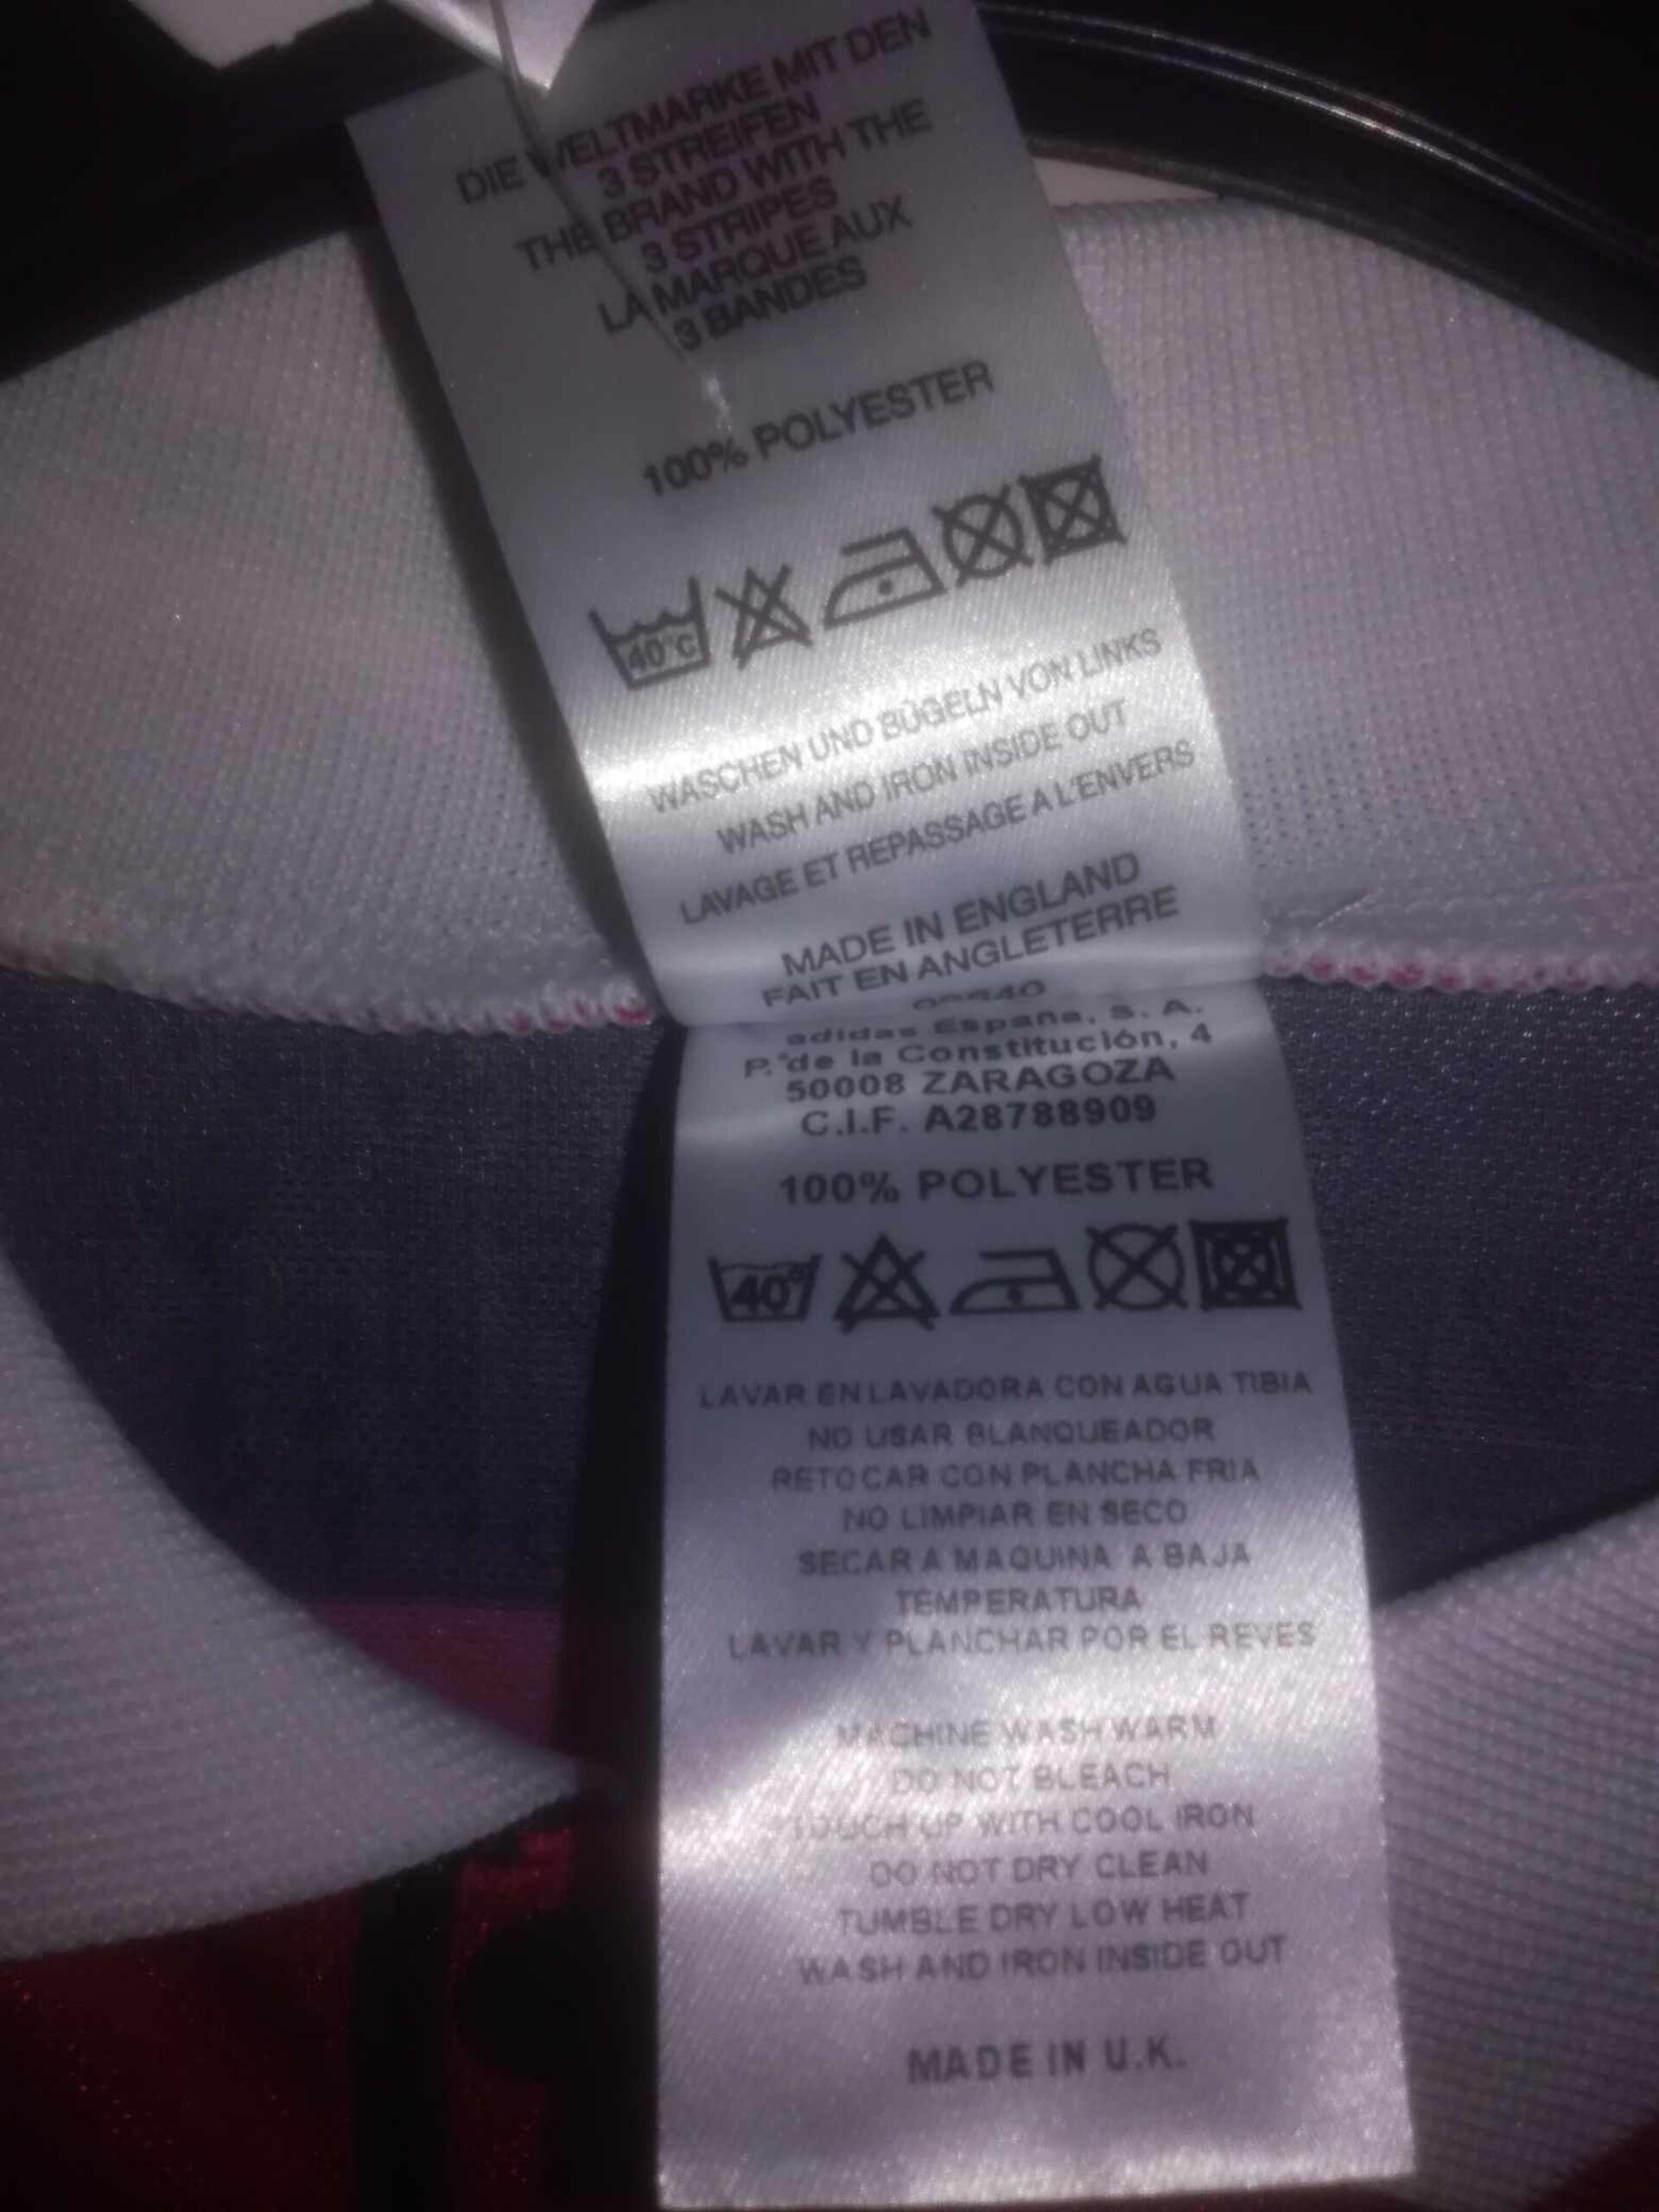 DIE WELTMARKE MIT DEN
3 STREIFEN
THE BRAND WITH THE
3 STRIPES
LA MARQUE AUX
3 BANDES
100% POLYESTER
40°C
WASCHEN UND BÜGELN VON LINKS
WASH AND IRON INSIDE OUT
LAVAGE ET REPASSAGE A L'ENVERS
MADE IN ENGLAND
FAIT EN ANGLETERRE
adidas España, S. A.
P.º de la Constitución, 4
50008 ZARAGOZA
C.I.F. A28788909
100% POLYESTER
40°
LAVAR EN LAVADORA CON AGUA TIBIA
NO USAR BLANQUEADOR
RETOCAR CON PLANCHA FRIA
NO LIMPIAR EN SECO
SECAR A MAQUINA A BAJA
TEMPERATURA
LAVAR Y PLANCHAR POR EL REVES
MACHINE WASH WARM
DO NOT BLEACH
TOUCH UP WITH COOL IRON
DO NOT DRY CLEAN
TUMBLE DRY LOW HEAT
WASH AND IRON INSIDE OUT
MADE IN U.K.